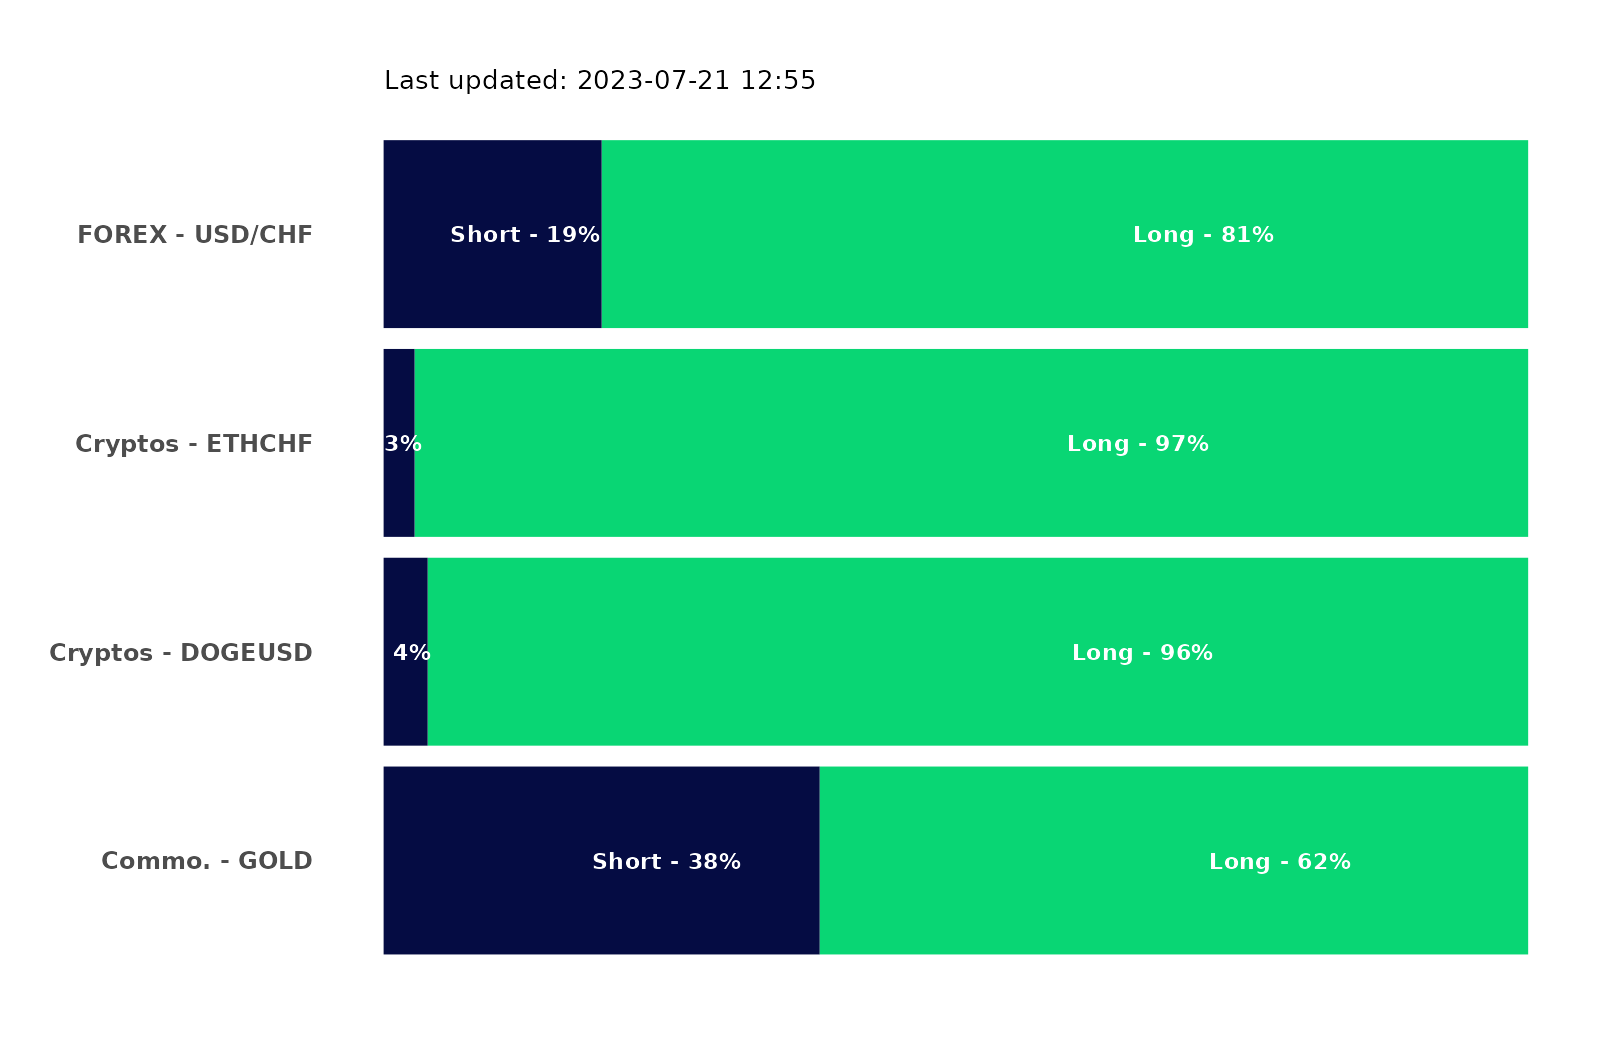 Last updated: 2023-07-21 12:55
FOREX - USD/CHF Short - 19% Long - 81%
Cryptos - ETHCHF 3% Long - 97%
Cryptos - DOGEUSD 4% Long - 96%
Commo. - GOLD Short - 38% Long - 62%